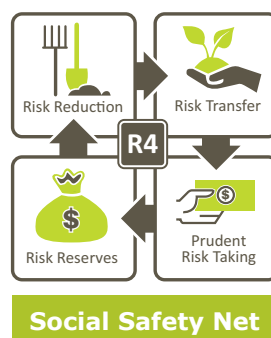 Risk Reduction
Risk Transfer
R4
$
$
Risk Reserves
Prudent
Risk Taking
Social Safety Net